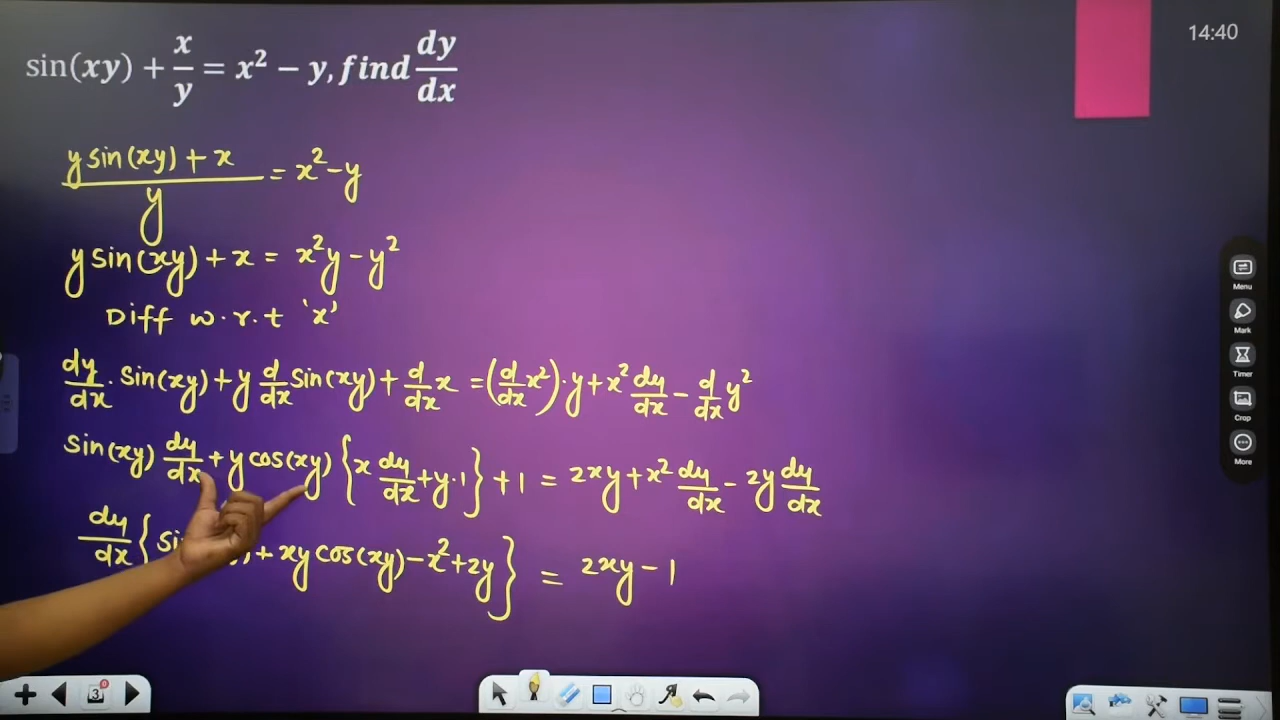 14:40
sin(xy) + x/y = x² − y, find dy/dx
(y sin(xy) + x)/y = x² − y
y sin(xy) + x = x²y − y²
Diff w.r.t 'x'
dy/dx · sin(xy) + y d/dx sin(xy) + d/dx x = (d/dx x²)·y + x² dy/dx − d/dx y²
sin(xy) dy/dx + y cos(xy) {x dy/dx + y·1} + 1 = 2xy + x² dy/dx − 2y dy/dx
dy/dx { + xy cos(xy) − x² + 2y} = 2xy − 1
Menu
Mark
Timer
Crop
More
3